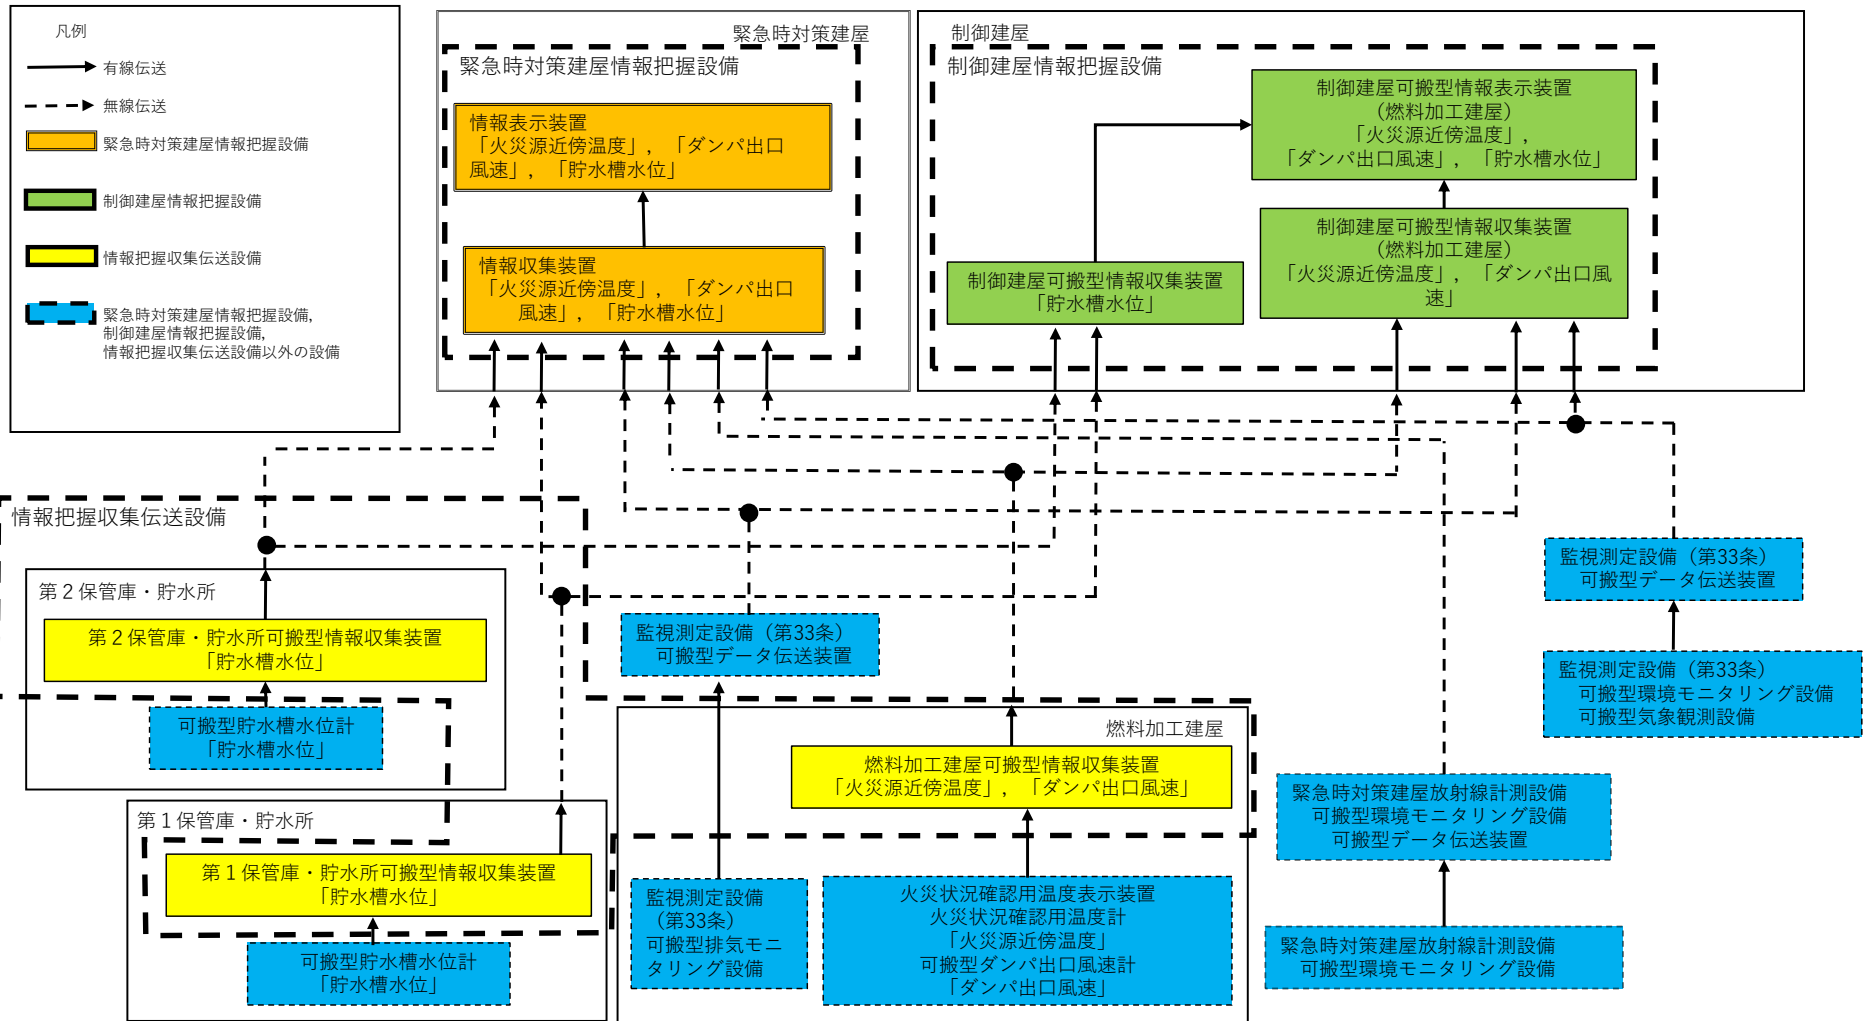 凡例
有線伝送
無線伝送
緊急時対策建屋情報把握設備
制御建屋情報把握設備
情報把握収集伝送設備
緊急時対策建屋情報把握設備,
制御建屋情報把握設備,
情報把握収集伝送設備以外の設備
緊急時対策建屋
緊急時対策建屋情報把握設備
情報表示装置
「火災源近傍温度」, 「ダンパ出口
風速」, 「貯水槽水位」
情報収集装置
「火災源近傍温度」, 「ダンパ出口
風速」, 「貯水槽水位」
制御建屋
制御建屋情報把握設備
制御建屋可搬型情報表示装置
(燃料加工建屋)
「火災源近傍温度」,
「ダンパ出口風速」, 「貯水槽水位」
制御建屋可搬型情報収集装置
(燃料加工建屋)
「火災源近傍温度」, 「ダンパ出口風
速」
制御建屋可搬型情報収集装置
「貯水槽水位」
情報把握収集伝送設備
第2保管庫・貯水所
第2保管庫・貯水所可搬型情報収集装置
「貯水槽水位」
可搬型貯水槽水位計
「貯水槽水位」
第1保管庫・貯水所
第1保管庫・貯水所可搬型情報収集装置
「貯水槽水位」
可搬型貯水槽水位計
「貯水槽水位」
監視測定設備(第33条)
可搬型データ伝送装置
燃料加工建屋
燃料加工建屋可搬型情報収集装置
「火災源近傍温度」, 「ダンパ出口風速」
監視測定設備
(第33条)
可搬型排気モニ
タリング設備
火災状況確認用温度表示装置
火災状況確認用温度計
「火災源近傍温度」
可搬型ダンパ出口風速計
「ダンパ出口風速」
監視測定設備(第33条)
可搬型データ伝送装置
監視測定設備(第33条)
可搬型環境モニタリング設備
可搬型気象観測設備
緊急時対策建屋放射線計測設備
可搬型環境モニタリング設備
可搬型データ伝送装置
緊急時対策建屋放射線計測設備
可搬型環境モニタリング設備